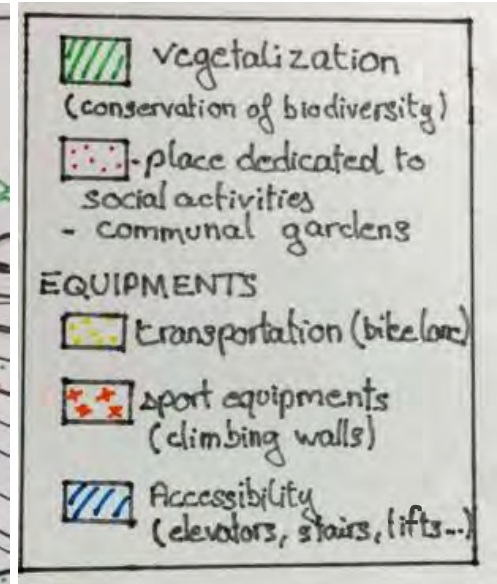 vegetalization
(conservation of biodiversity)
- place dedicated to
social activities
- communal gardens
EQUIPMENTS
transportation (bike lane)
sport equipments
(climbing walls)
Accessibility
(elevators, stairs, lifts...)